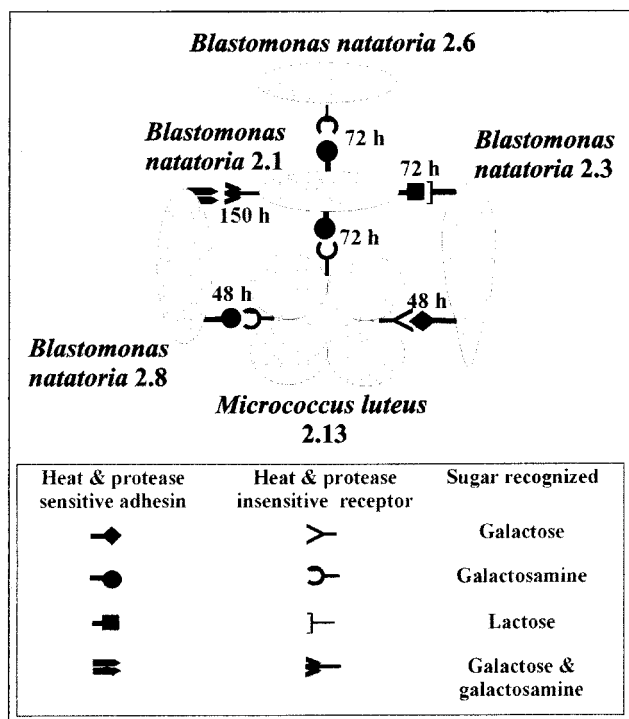 Blastomonas natatoria 2.6
72 h
Blastomonas
natatoria 2.1
Blastomonas
natatoria 2.3
72 h
150 h
72 h
48 h
48 h
Blastomonas
natatoria 2.8
Micrococcus luteus
2.13
Heat & protease
sensitive adhesin
Heat & protease
insensitive receptor
Sugar recognized
Galactose
Galactosamine
Lactose
Galactose &
galactosamine